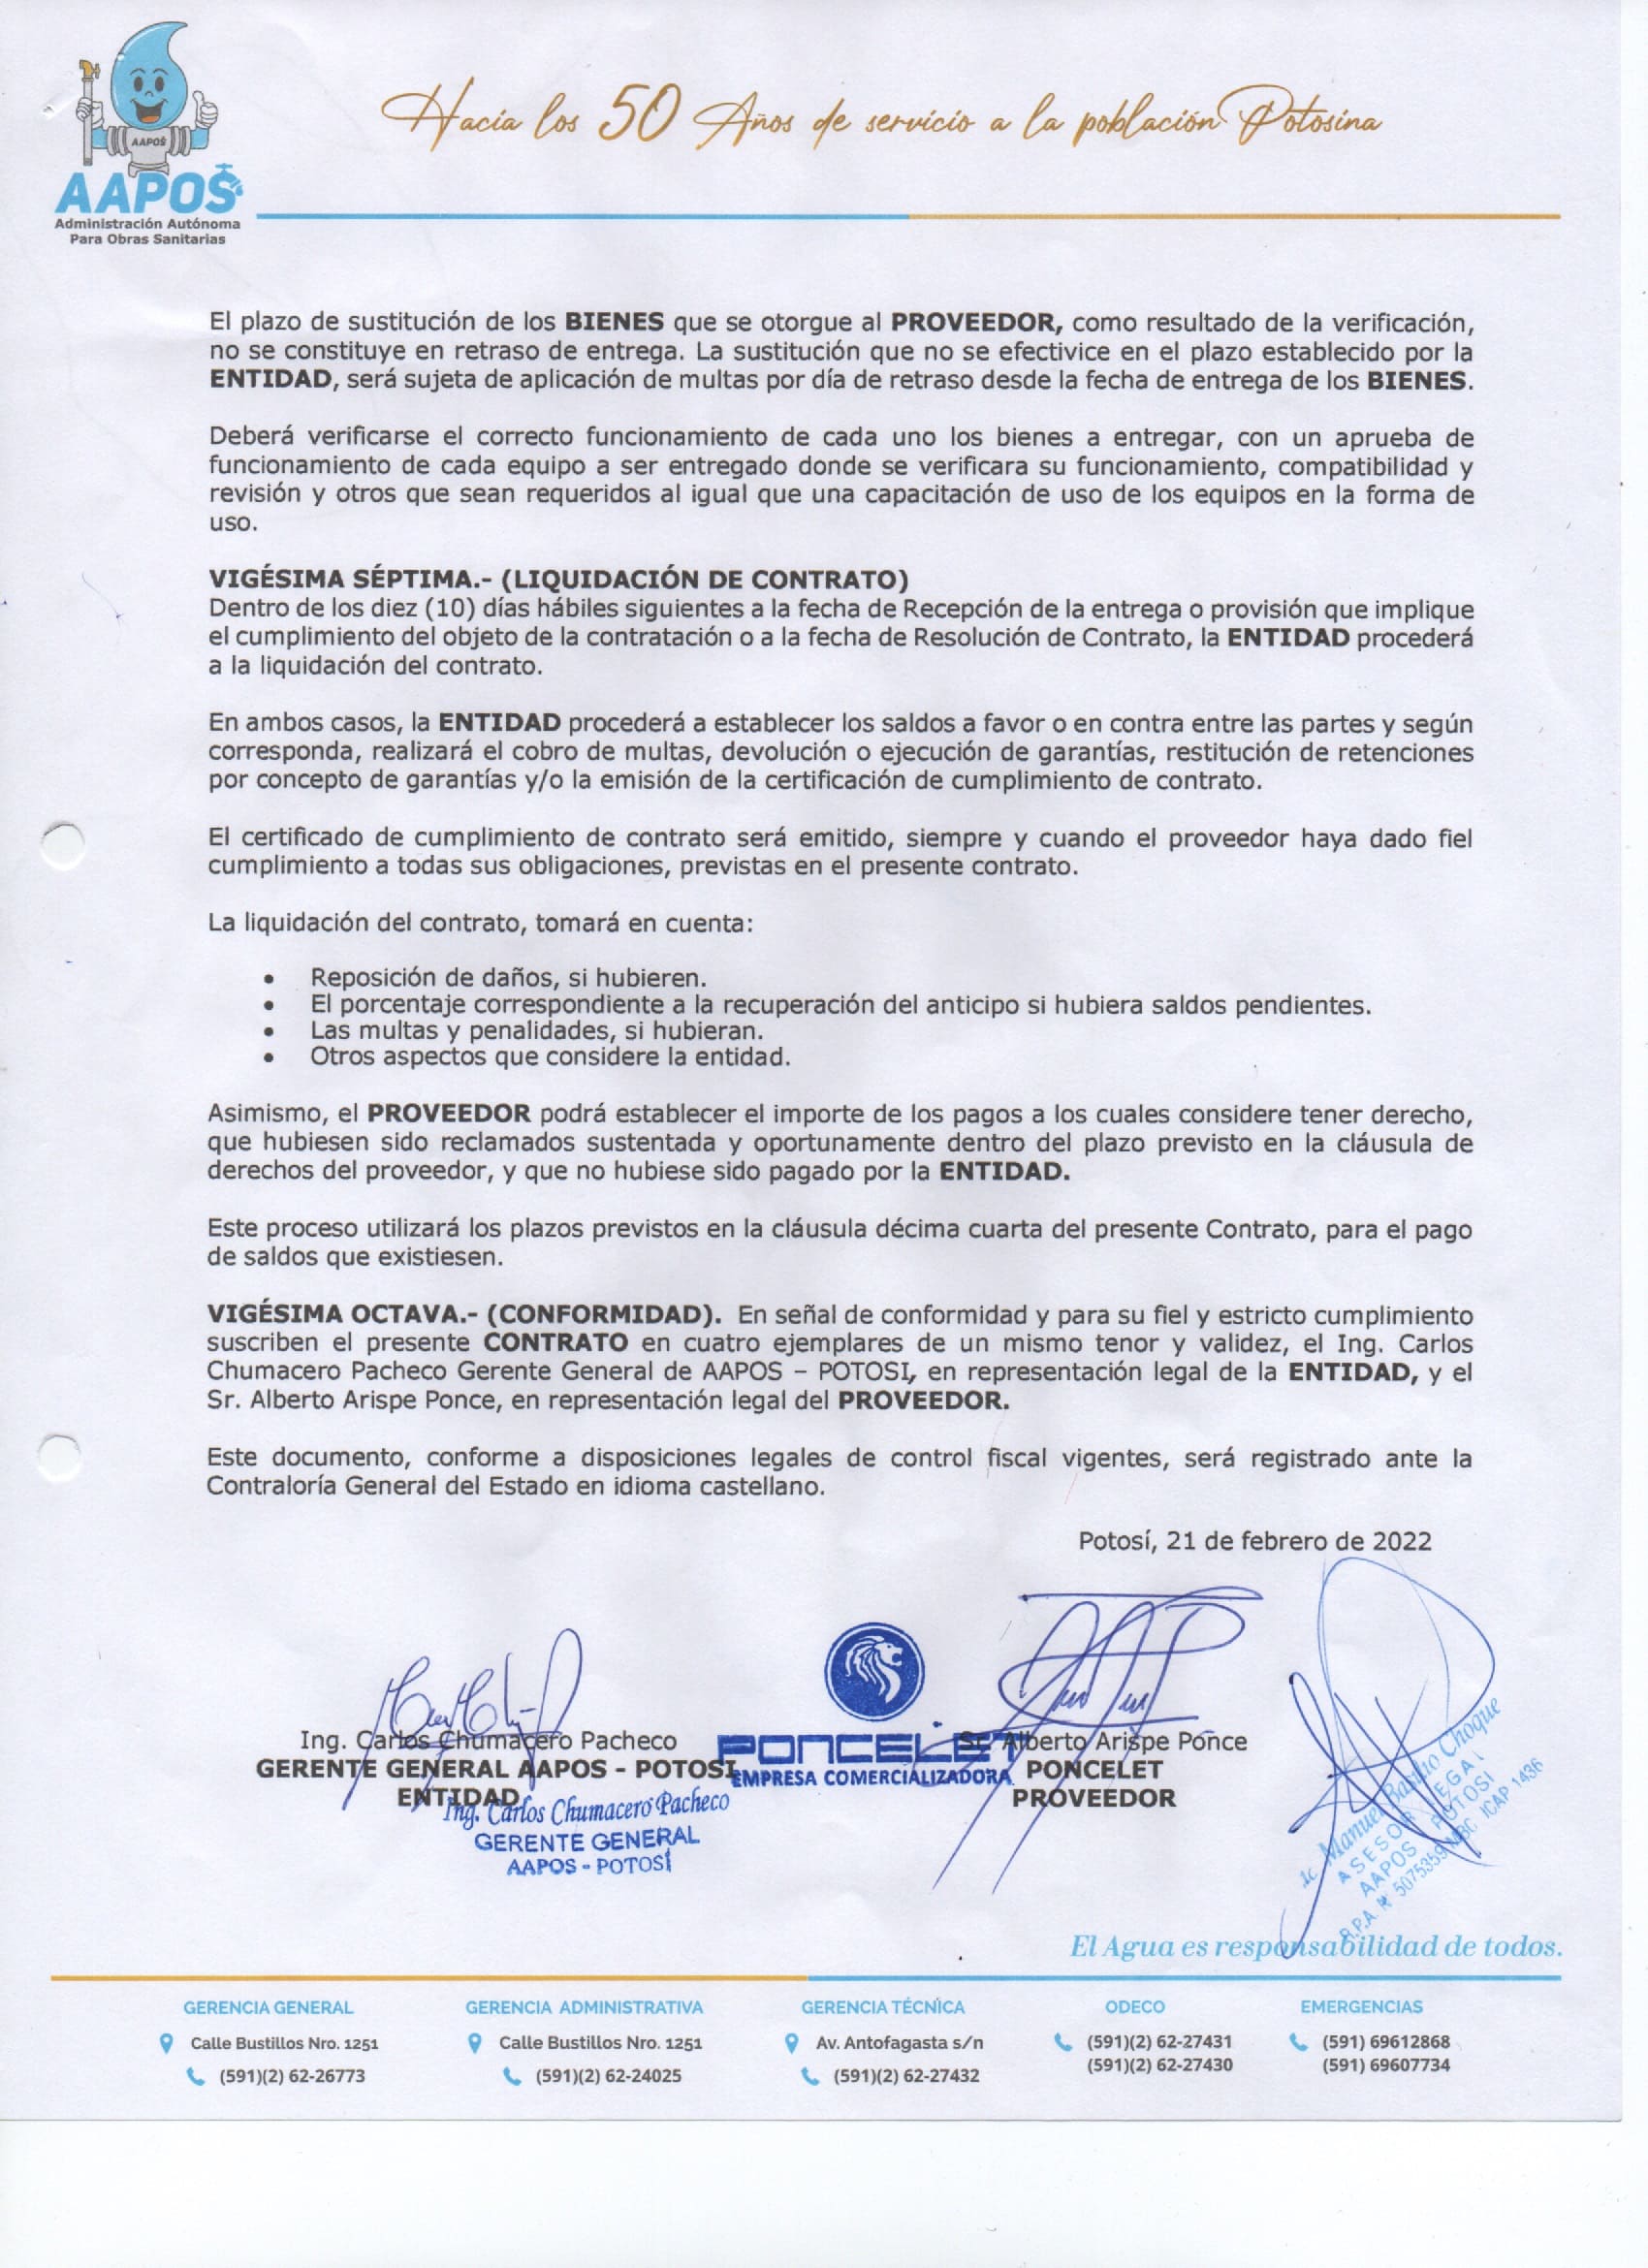 Hacia los 50 Años de servicio a la población Potosina
AAPOS
AAPOS
Administración Autónoma
Para Obras Sanitarias
El plazo de sustitución de los BIENES que se otorgue al PROVEEDOR, como resultado de la verificación,
no se constituye en retraso de entrega. La sustitución que no se efectivice en el plazo establecido por la
ENTIDAD, será sujeta de aplicación de multas por día de retraso desde la fecha de entrega de los BIENES.
Deberá verificarse el correcto funcionamiento de cada uno los bienes a entregar, con un aprueba de
funcionamiento de cada equipo a ser entregado donde se verificara su funcionamiento, compatibilidad y
revisión y otros que sean requeridos al igual que una capacitación de uso de los equipos en la forma de
uso.
VIGÉSIMA SÉPTIMA.- (LIQUIDACIÓN DE CONTRATO)
Dentro de los diez (10) días hábiles siguientes a la fecha de Recepción de la entrega o provisión que implique
el cumplimiento del objeto de la contratación o a la fecha de Resolución de Contrato, la ENTIDAD procederá
a la liquidación del contrato.
En ambos casos, la ENTIDAD procederá a establecer los saldos a favor o en contra entre las partes y según
corresponda, realizará el cobro de multas, devolución o ejecución de garantías, restitución de retenciones
por concepto de garantías y/o la emisión de la certificación de cumplimiento de contrato.
El certificado de cumplimiento de contrato será emitido, siempre y cuando el proveedor haya dado fiel
cumplimiento a todas sus obligaciones, previstas en el presente contrato.
La liquidación del contrato, tomará en cuenta:
• Reposición de daños, si hubieren.
• El porcentaje correspondiente a la recuperación del anticipo si hubiera saldos pendientes.
• Las multas y penalidades, si hubieran.
• Otros aspectos que considere la entidad.
Asimismo, el PROVEEDOR podrá establecer el importe de los pagos a los cuales considere tener derecho,
que hubiesen sido reclamados sustentada y oportunamente dentro del plazo previsto en la cláusula de
derechos del proveedor, y que no hubiese sido pagado por la ENTIDAD.
Este proceso utilizará los plazos previstos en la cláusula décima cuarta del presente Contrato, para el pago
de saldos que existiesen.
VIGÉSIMA OCTAVA.- (CONFORMIDAD). En señal de conformidad y para su fiel y estricto cumplimiento
suscriben el presente CONTRATO en cuatro ejemplares de un mismo tenor y validez, el Ing. Carlos
Chumacero Pacheco Gerente General de AAPOS – POTOSI, en representación legal de la ENTIDAD, y el
Sr. Alberto Arispe Ponce, en representación legal del PROVEEDOR.
Este documento, conforme a disposiciones legales de control fiscal vigentes, será registrado ante la
Contraloría General del Estado en idioma castellano.
Potosí, 21 de febrero de 2022
Ing. Carlos Chumacero Pacheco
GERENTE GENERAL AAPOS - POTOSI
ENTIDAD
Ing. Carlos Chumacero Pacheco
GERENTE GENERAL
AAPOS - POTOSÍ
PONCELET
EMPRESA COMERCIALIZADORA
Sr. Alberto Arispe Ponce
PONCELET
PROVEEDOR
Manuel Basilio Choque
ASESOR LEGAL
AAPOS POTOSI
R.P.A. N° 5075359 MBC ICAP 1436
El Agua es responsabilidad de todos.
GERENCIA GENERAL
Calle Bustillos Nro. 1251
(591)(2) 62-26773
GERENCIA ADMINISTRATIVA
Calle Bustillos Nro. 1251
(591)(2) 62-24025
GERENCIA TÉCNICA
Av. Antofagasta s/n
(591)(2) 62-27432
ODECO
(591)(2) 62-27431
(591)(2) 62-27430
EMERGENCIAS
(591) 69612868
(591) 69607734